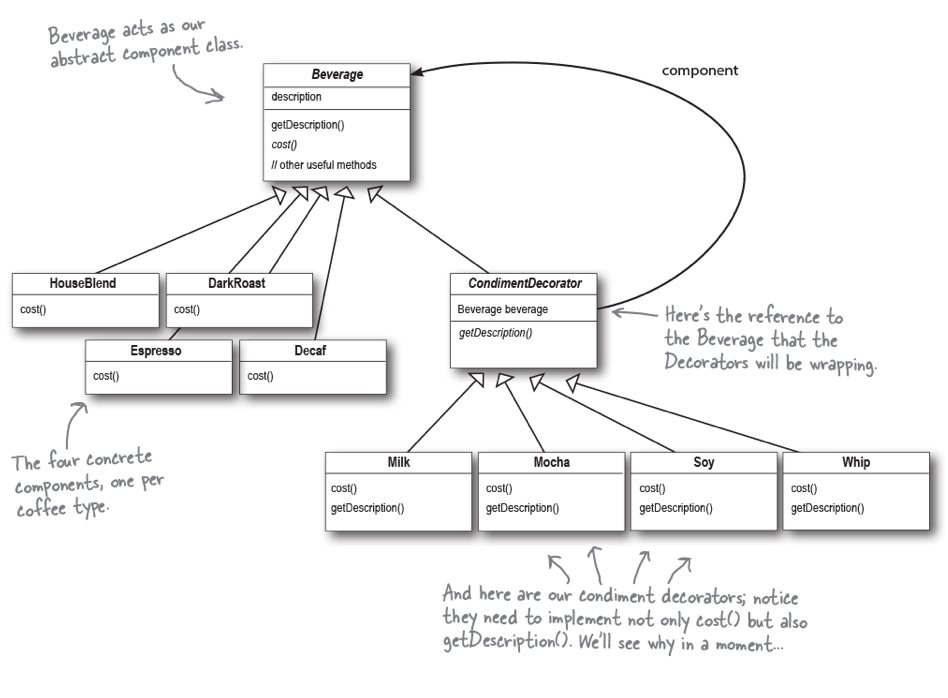 Beverage acts as our
abstract component class.
Beverage
description
getDescription()
cost()
// other useful methods
component
HouseBlend
cost()
DarkRoast
cost()
Espresso
cost()
Decaf
cost()
CondimentDecorator
Beverage beverage
getDescription()
Here's the reference to
the Beverage that the
Decorators will be wrapping.
The four concrete
components, one per
coffee type.
Milk
cost()
getDescription()
Mocha
cost()
getDescription()
Soy
cost()
getDescription()
Whip
cost()
getDescription()
And here are our condiment decorators; notice
they need to implement not only cost() but also
getDescription(). We'll see why in a moment...